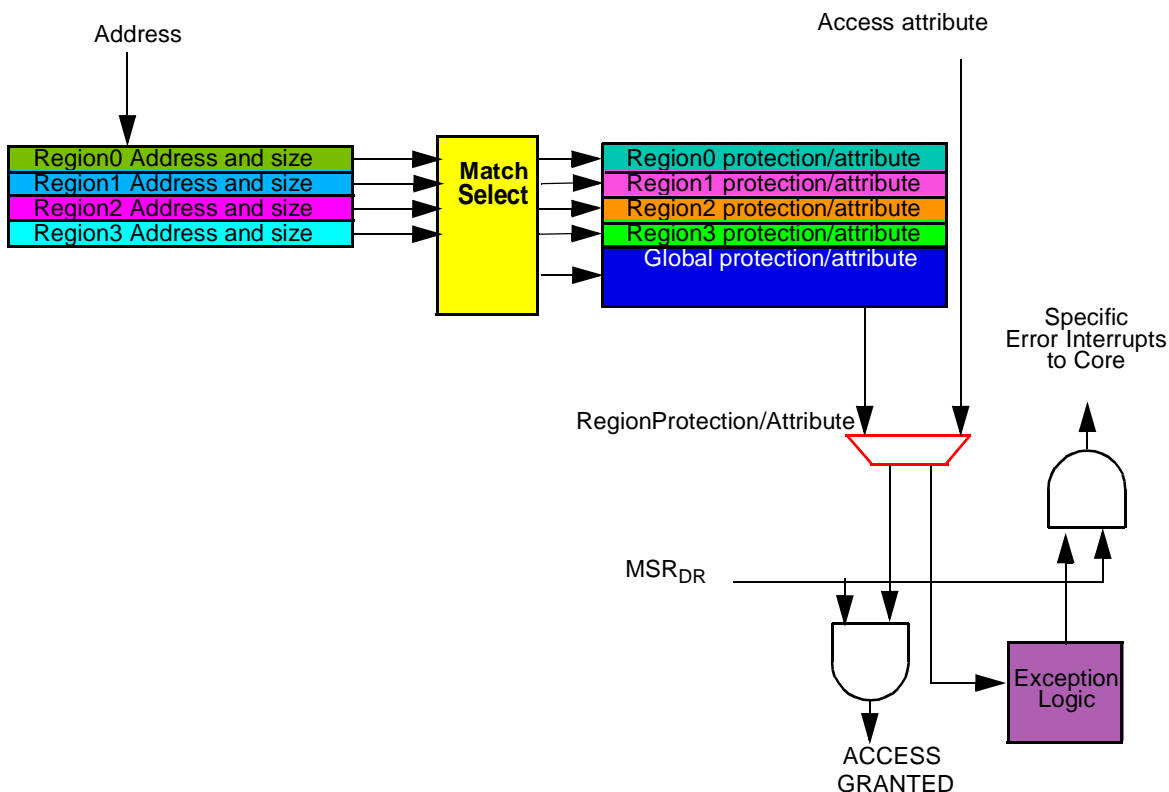 Address
Access attribute
Region0 Address and size
Region1 Address and size
Region2 Address and size
Region3 Address and size
Match
Select
Region0 protection/attribute
Region1 protection/attribute
Region2 protection/attribute
Region3 protection/attribute
Global protection/attribute
Specific
Error Interrupts
to Core
RegionProtection/Attribute
MSRDR
Exception
Logic
ACCESS
GRANTED